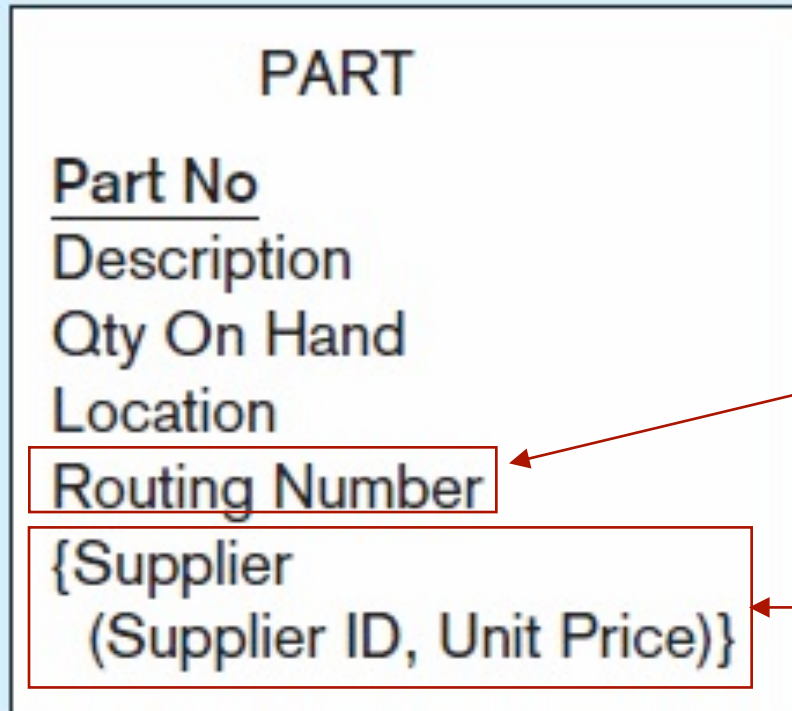 PART
Part No
Description
Qty On Hand
Location
Routing Number
{Supplier
(Supplier ID, Unit Price)}